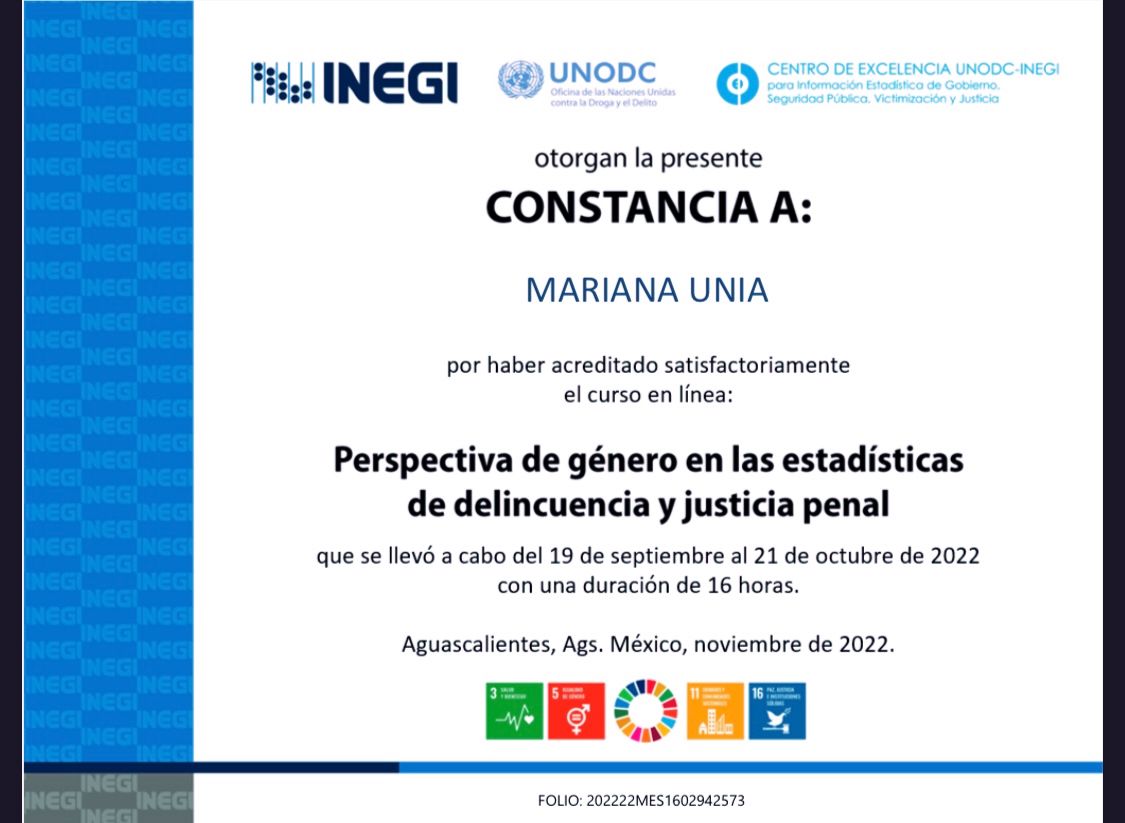 INEGI
UNODC
Oficina de las Naciones Unidas
contra la Droga y el Delito
CENTRO DE EXCELENCIA UNODC-INEGI
para Información Estadística de Gobierno,
Seguridad Pública, Victimización y Justicia
otorgan la presente
CONSTANCIA A:
MARIANA UNIA
por haber acreditado satisfactoriamente
el curso en línea:
Perspectiva de género en las estadísticas
de delincuencia y justicia penal
que se llevó a cabo del 19 de septiembre al 21 de octubre de 2022
con una duración de 16 horas.
Aguascalientes, Ags. México, noviembre de 2022.
3 SALUD
Y BIENESTAR
5 IGUALDAD
DE GÉNERO
11 CIUDADES Y
COMUNIDADES
SOSTENIBLES
16 PAZ, JUSTICIA
E INSTITUCIONES
SÓLIDAS
FOLIO: 202222MES1602942573